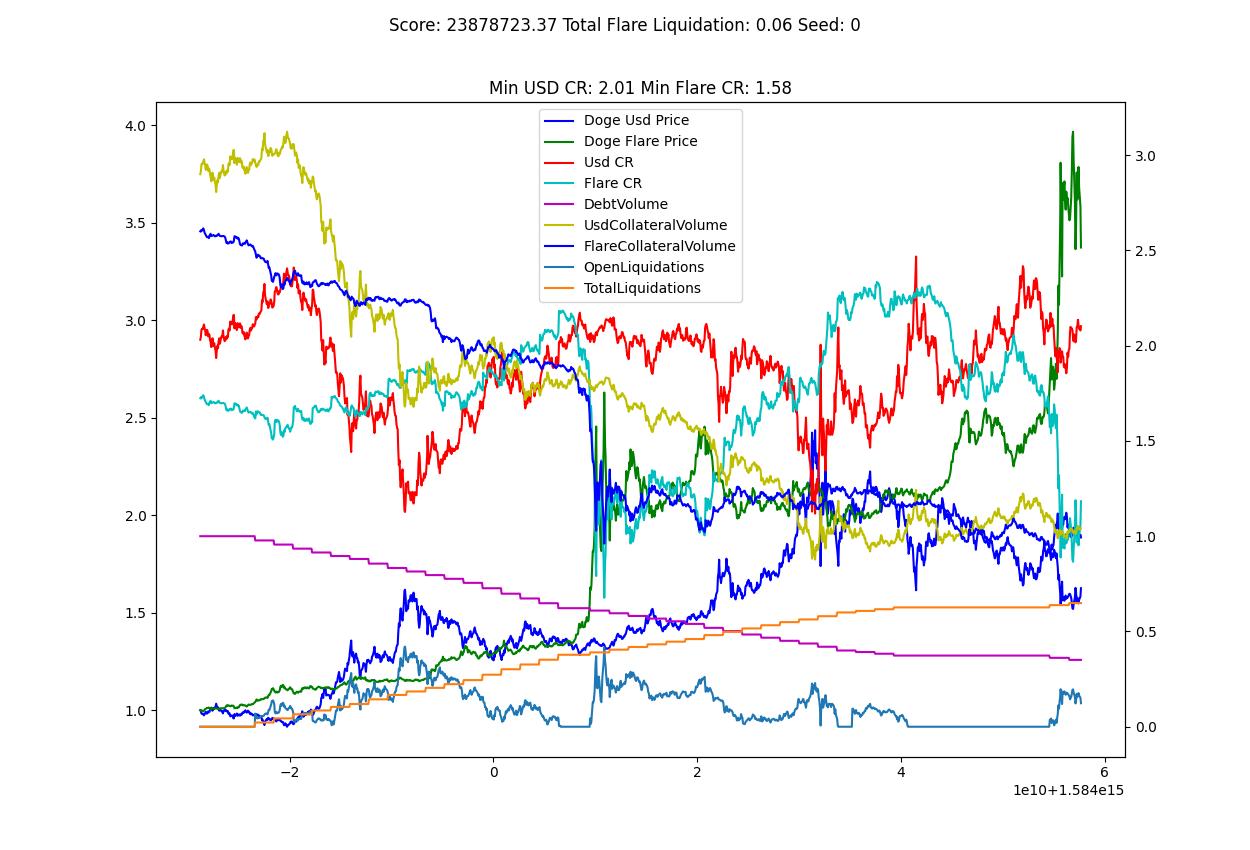 Score: 23878723.37 Total Flare Liquidation: 0.06 Seed: 0
Min USD CR: 2.01 Min Flare CR: 1.58
Doge Usd Price
Doge Flare Price
Usd CR
Flare CR
DebtVolume
UsdCollateralVolume
FlareCollateralVolume
OpenLiquidations
TotalLiquidations
4.0
3.5
3.0
2.5
2.0
1.5
1.0
3.0
2.5
2.0
1.5
1.0
0.5
0.0
−2 0 2 4 6
1e10+1.584e15